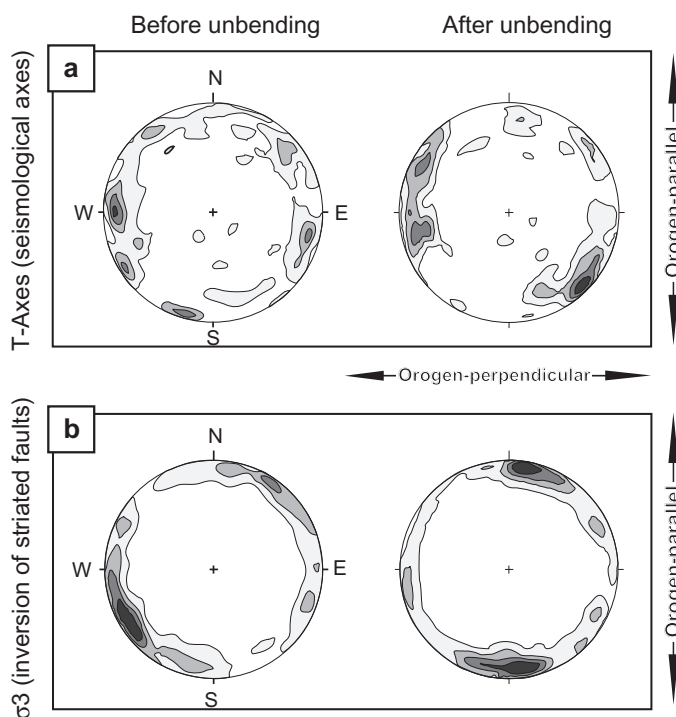 Before unbending
After unbending
a
T-Axes (seismological axes)
N
W
E
S
Orogen-parallel
Orogen-perpendicular
b
σ3 (inversion of striated faults)
N
W
E
S
Orogen-parallel